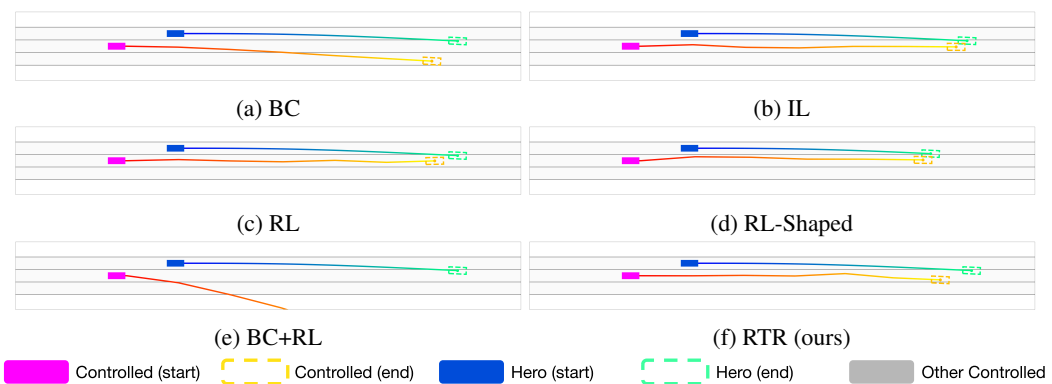 (a) BC
(b) IL
(c) RL
(d) RL-Shaped
(e) BC+RL
(f) RTR (ours)
Controlled (start)
Controlled (end)
Hero (start)
Hero (end)
Other Controlled